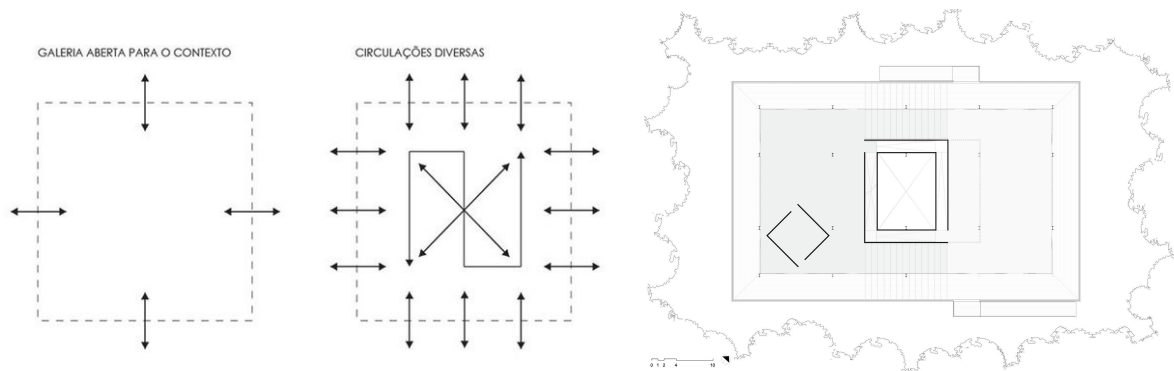 GALERIA ABERTA PARA O CONTEXTO
CIRCULAÇÕES DIVERSAS
0 1 2 4 10